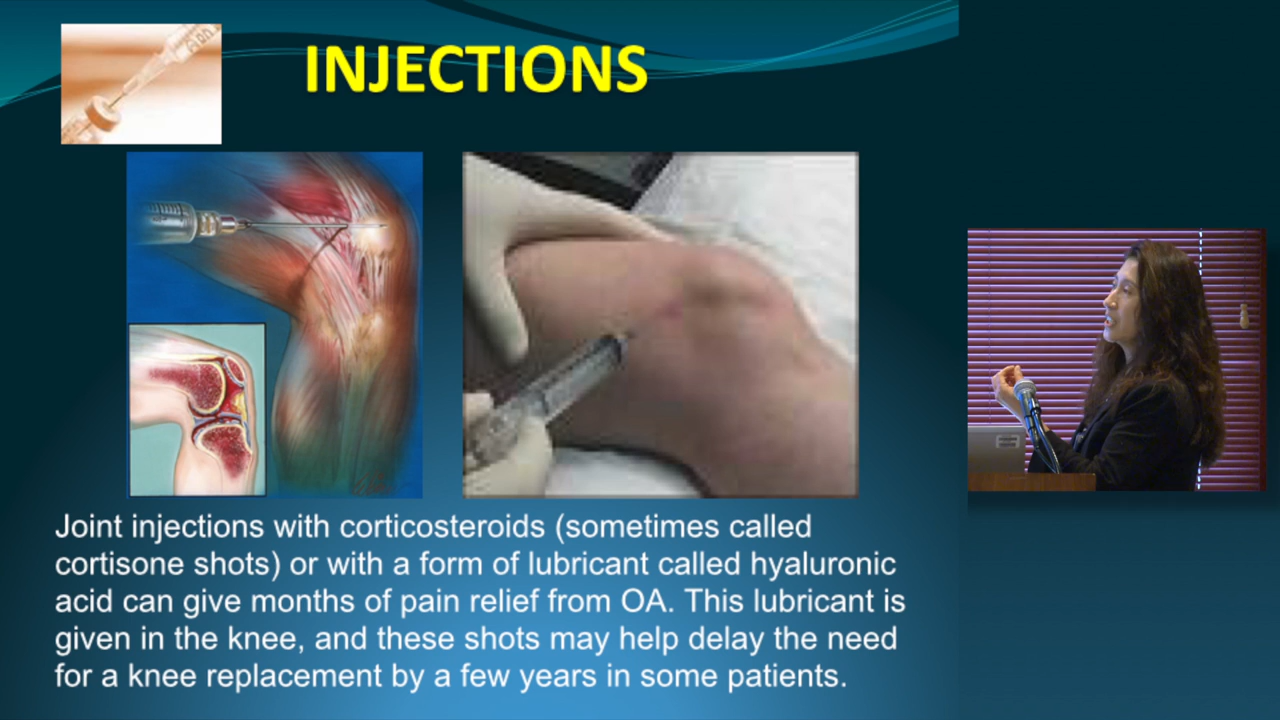 INJECTIONS
Joint injections with corticosteroids (sometimes called
cortisone shots) or with a form of lubricant called hyaluronic
acid can give months of pain relief from OA. This lubricant is
given in the knee, and these shots may help delay the need
for a knee replacement by a few years in some patients.